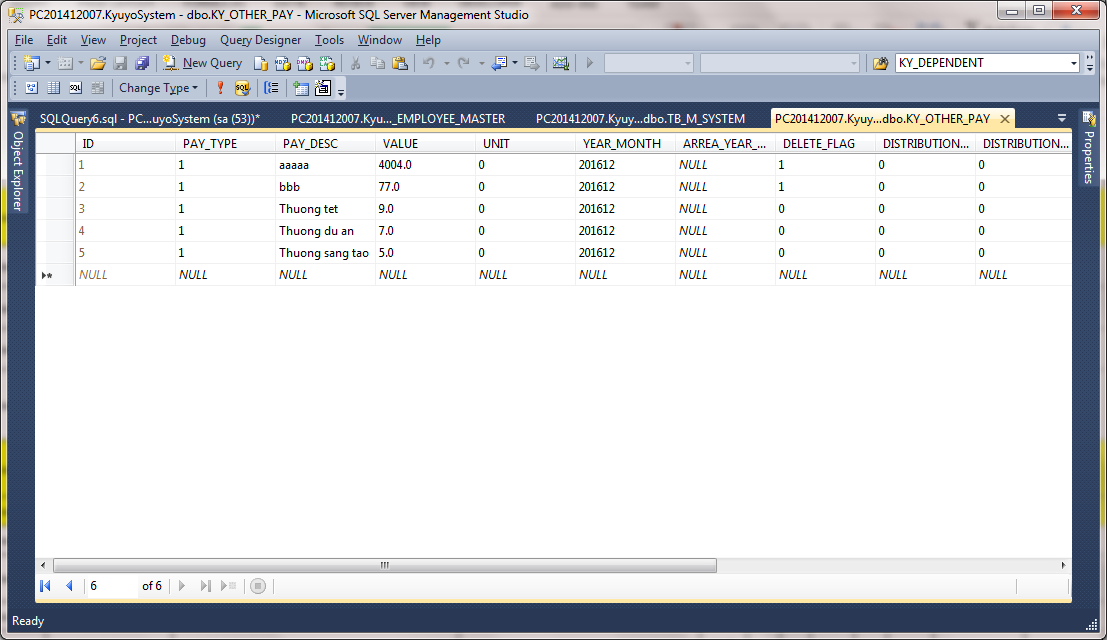 PC201412007.KyuyoSystem - dbo.KY_OTHER_PAY - Microsoft SQL Server Management Studio
File Edit View Project Debug Query Designer Tools Window Help
New Query KY_DEPENDENT
Change Type
SQLQuery6.sql - PC...uyoSystem (sa (53))* PC201412007.Kyu..._EMPLOYEE_MASTER PC201412007.Kyuy...dbo.TB_M_SYSTEM PC201412007.Kyuy...dbo.KY_OTHER_PAY
Object Explorer
Properties
ID PAY_TYPE PAY_DESC VALUE UNIT YEAR_MONTH ARREA_YEAR_... DELETE_FLAG DISTRIBUTION... DISTRIBUTION...
1 1 aaaaa 4004.0 0 201612 NULL 1 0 0
2 1 bbb 77.0 0 201612 NULL 1 0 0
3 1 Thuong tet 9.0 0 201612 NULL 0 0 0
4 1 Thuong du an 7.0 0 201612 NULL 0 0 0
5 1 Thuong sang tao 5.0 0 201612 NULL 0 0 0
NULL NULL NULL NULL NULL NULL NULL NULL NULL NULL
6 of 6
Ready